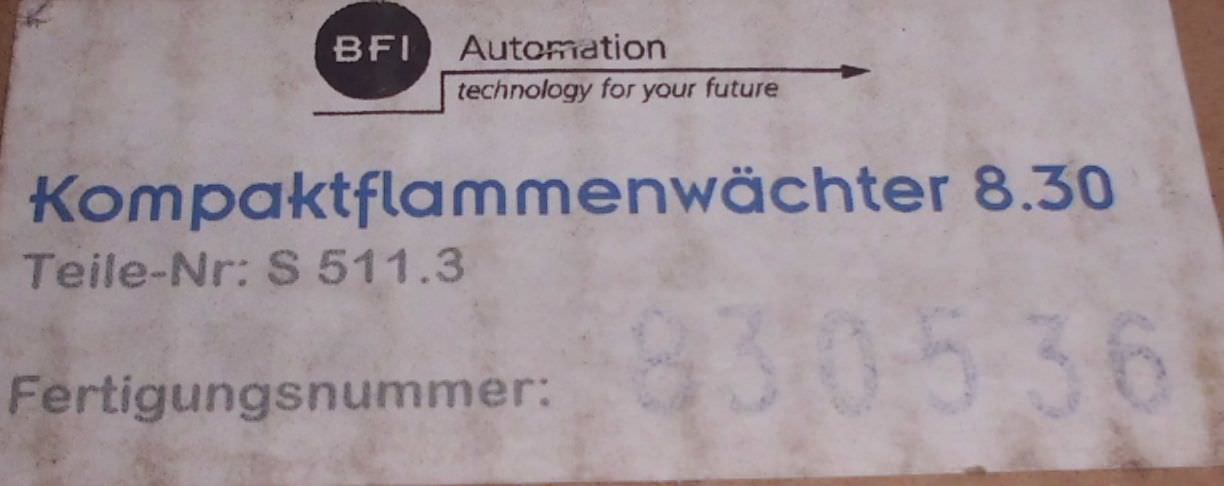 BFI Automation
technology for your future
Kompaktflammenwächter 8.30
Teile-Nr: S 511.3
Fertigungsnummer: 830536